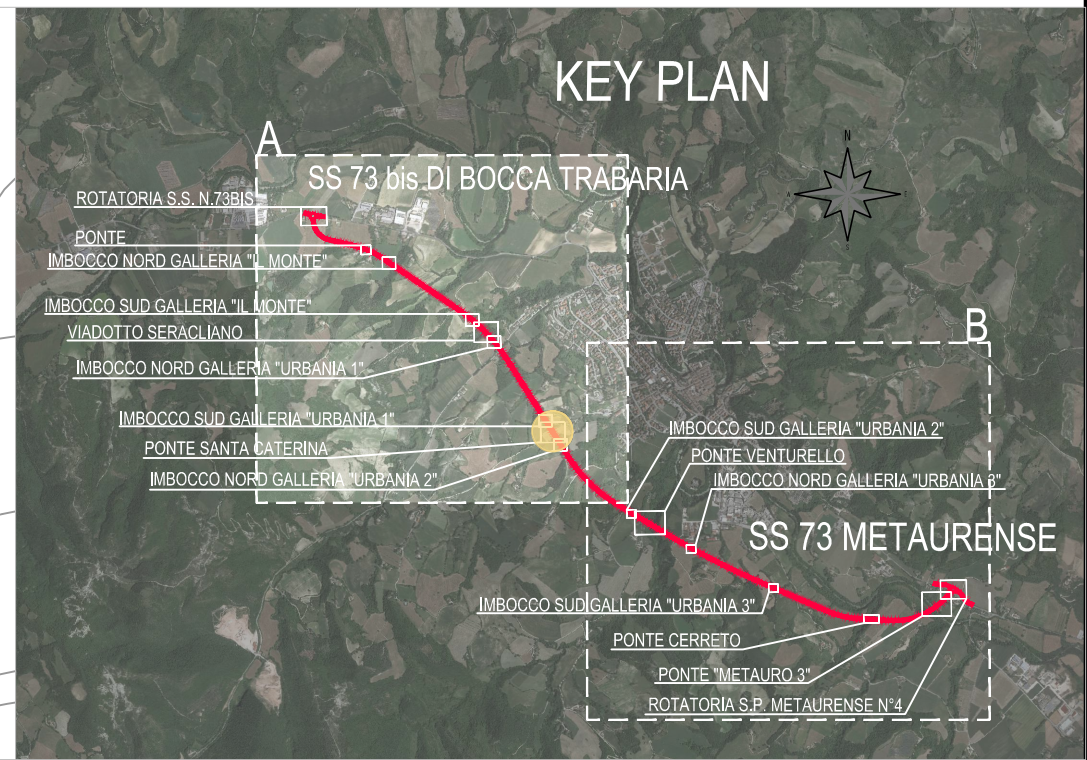 KEY PLAN
N
A
SS 73 bis DI BOCCA TRABARIA
ROTATORIA S.S. N.73BIS
PONTE
IMBOCCO NORD GALLERIA "IL MONTE"
IMBOCCO SUD GALLERIA "IL MONTE"
VIADOTTO SERACLIANO
IMBOCCO NORD GALLERIA "URBANIA 1"
IMBOCCO SUD GALLERIA "URBANIA 1"
PONTE SANTA CATERINA
IMBOCCO NORD GALLERIA "URBANIA 2"
B
IMBOCCO SUD GALLERIA "URBANIA 2"
PONTE VENTURELLO
IMBOCCO NORD GALLERIA "URBANIA 3"
SS 73 METAURENSE
IMBOCCO SUD GALLERIA "URBANIA 3"
PONTE CERRETO
PONTE "METAURO 3"
ROTATORIA S.P. METAURENSE N°4